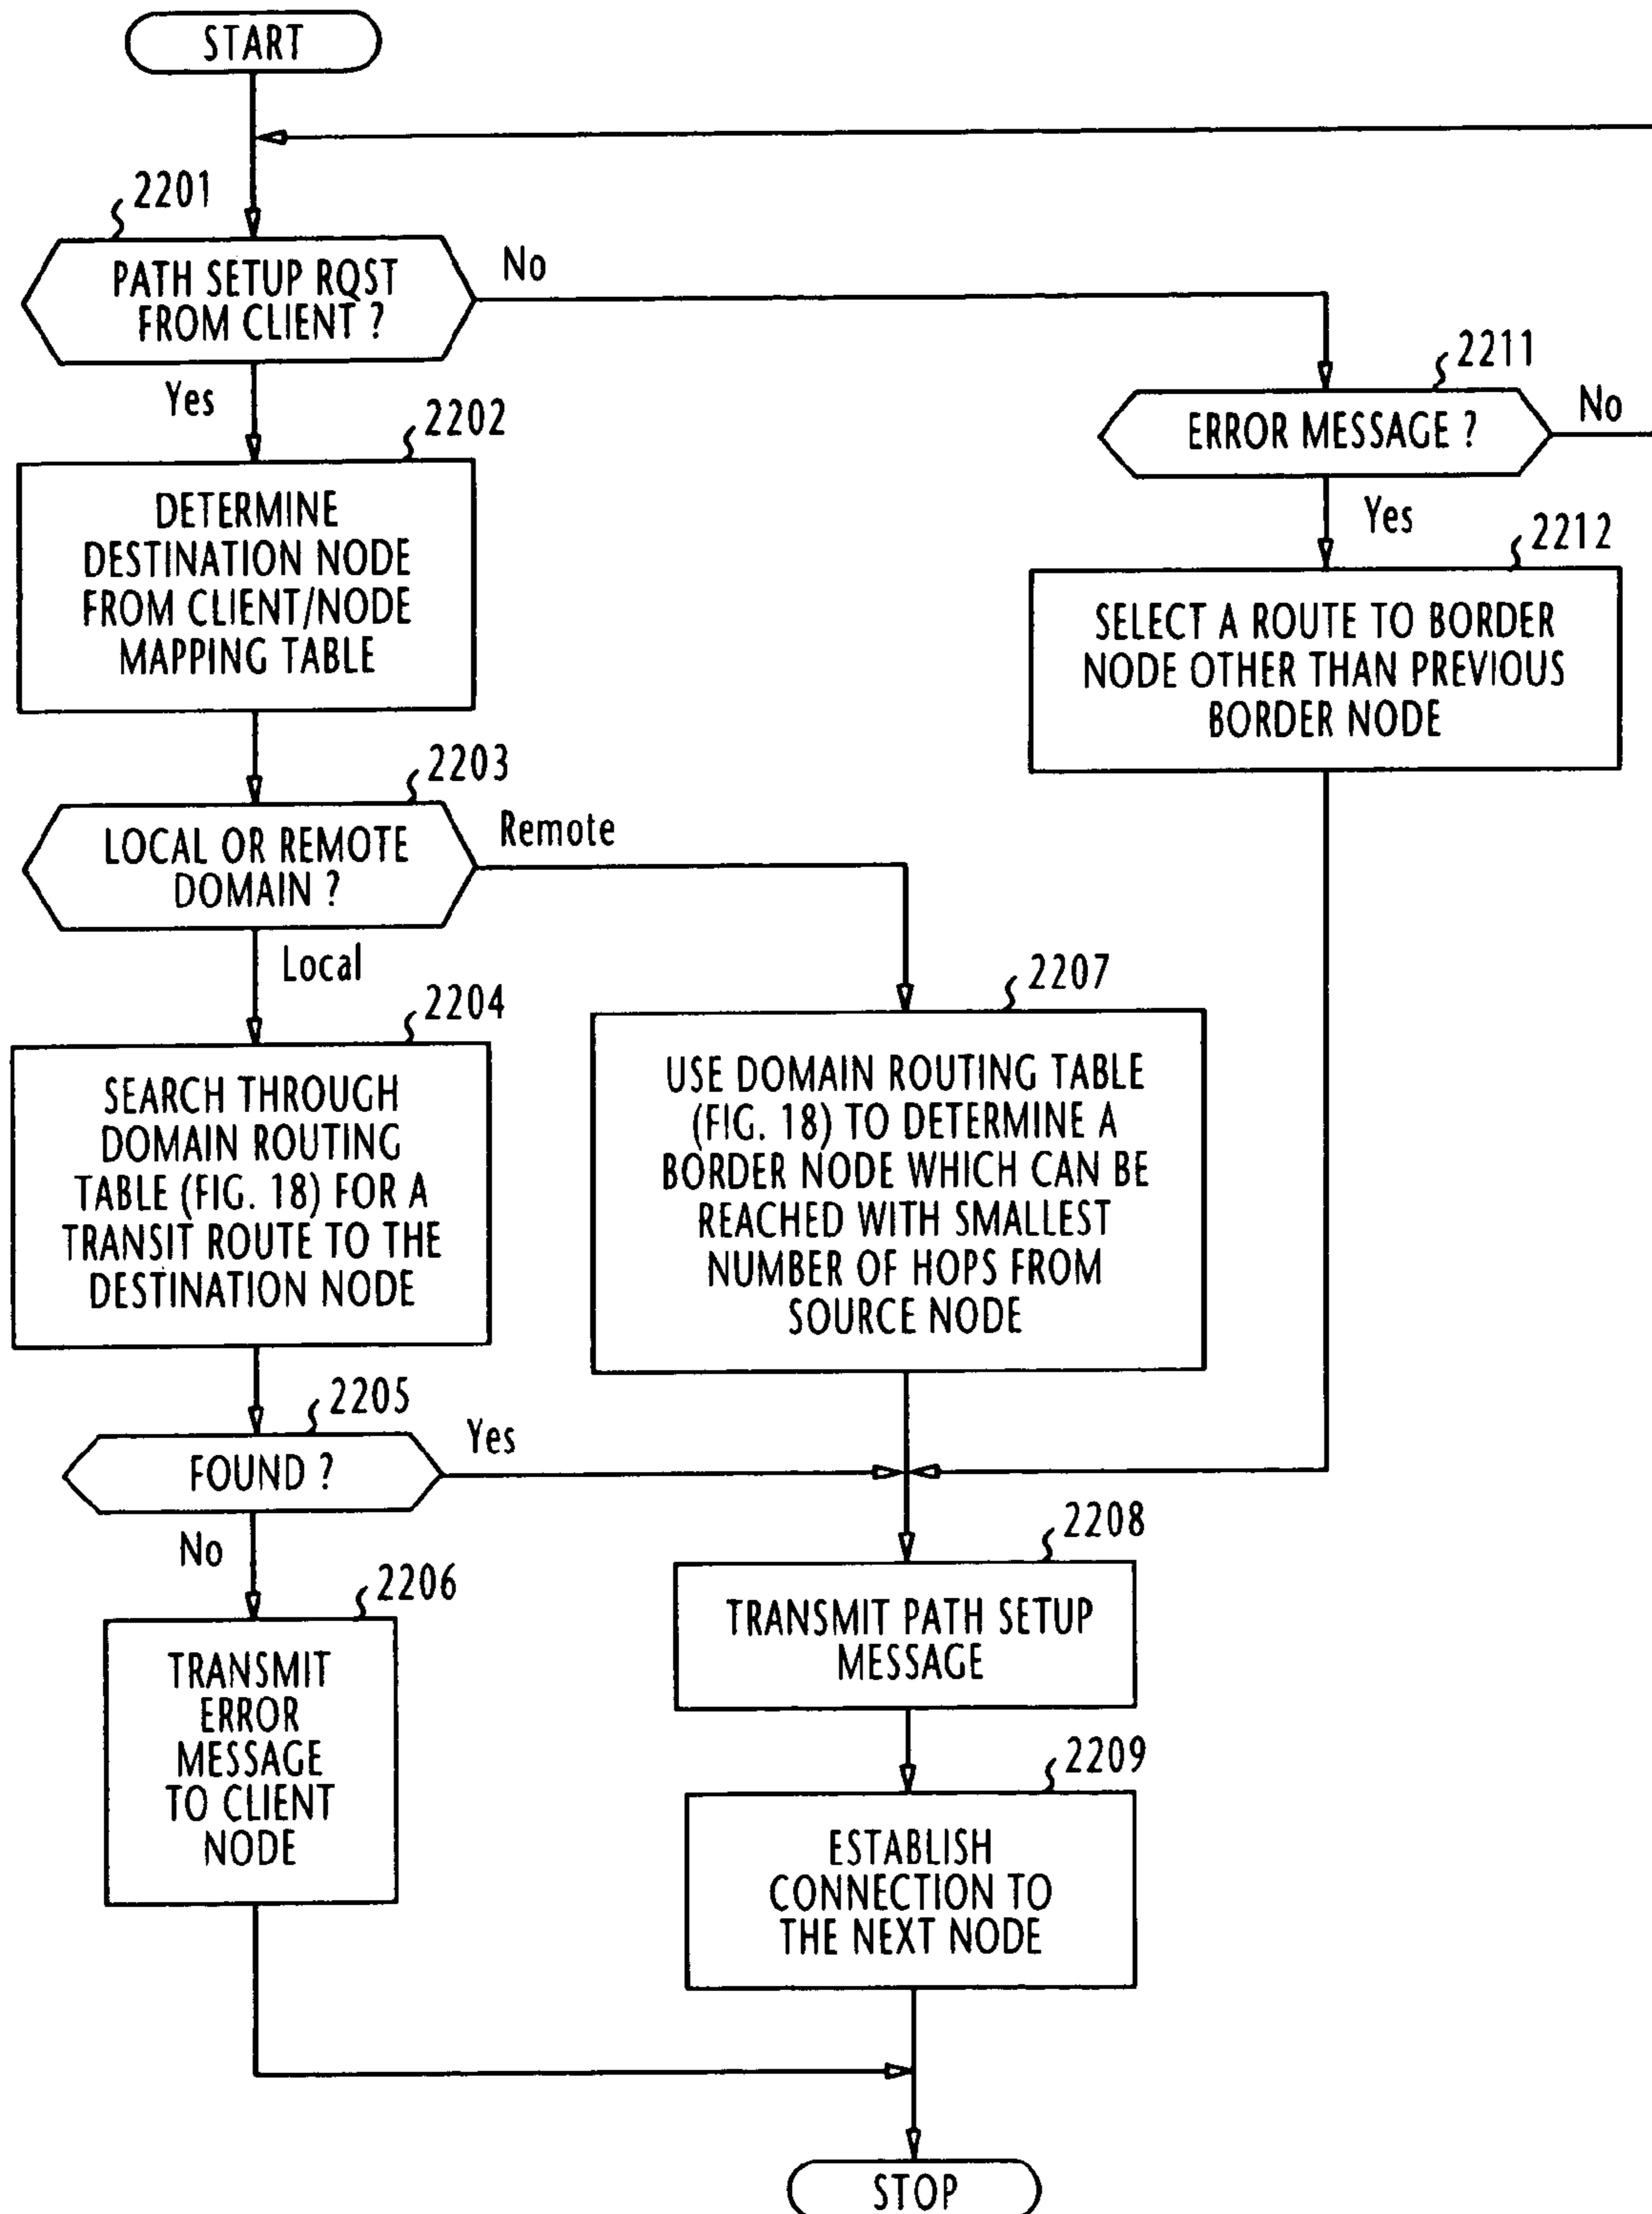 START
2201
PATH SETUP RQST
FROM CLIENT ?
No
Yes
2211
ERROR MESSAGE ?
No
Yes
2202
DETERMINE
DESTINATION NODE
FROM CLIENT/NODE
MAPPING TABLE
2212
SELECT A ROUTE TO BORDER
NODE OTHER THAN PREVIOUS
BORDER NODE
2203
LOCAL OR REMOTE
DOMAIN ?
Remote
Local
2204
SEARCH THROUGH
DOMAIN ROUTING
TABLE (FIG. 18) FOR A
TRANSIT ROUTE TO THE
DESTINATION NODE
2207
USE DOMAIN ROUTING TABLE
(FIG. 18) TO DETERMINE A
BORDER NODE WHICH CAN BE
REACHED WITH SMALLEST
NUMBER OF HOPS FROM
SOURCE NODE
2205
FOUND ?
Yes
No
2206
TRANSMIT
ERROR
MESSAGE
TO CLIENT
NODE
2208
TRANSMIT PATH SETUP
MESSAGE
2209
ESTABLISH
CONNECTION TO
THE NEXT NODE
STOP